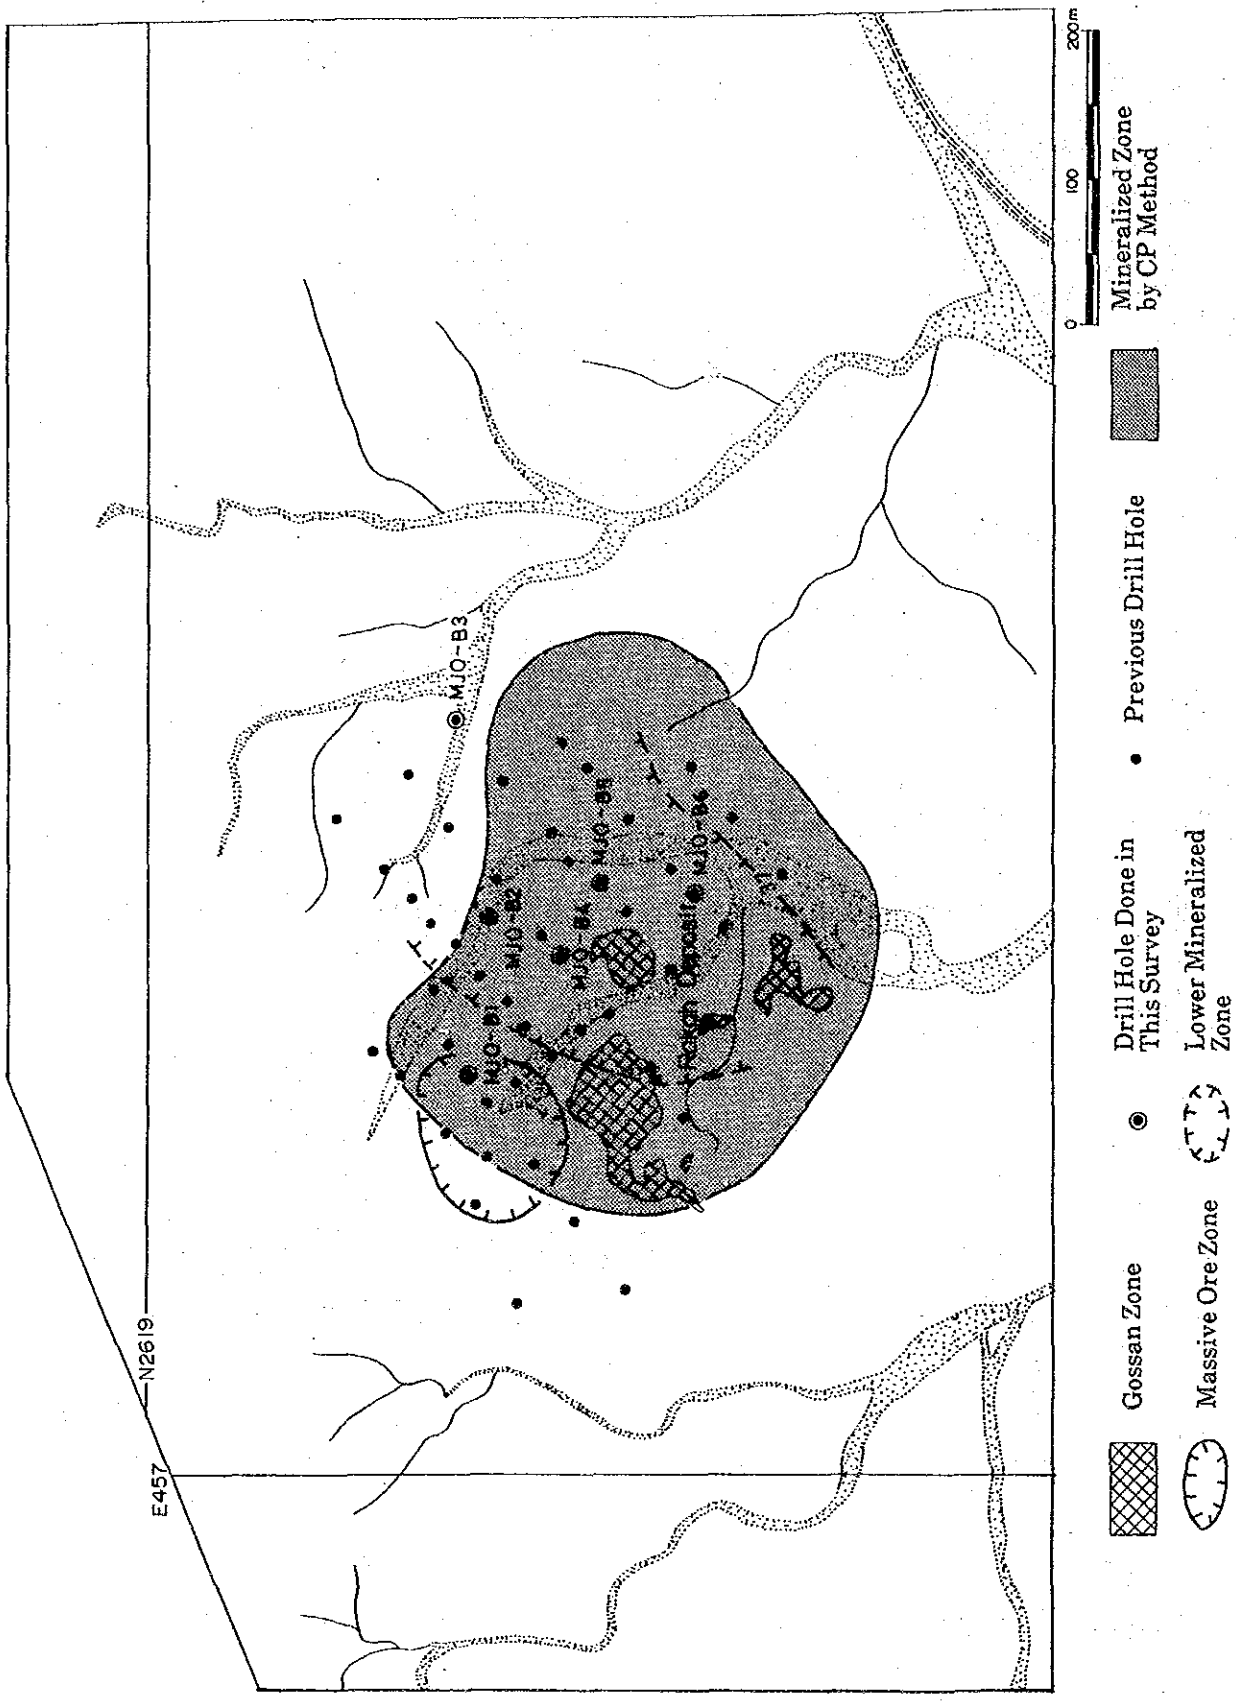 E457
N2619
MJO-B3
MJO-B2
MJO-B1
MJO-B4
MJO-B5
MJO-B6
Hakon Deposit
0 100 200m
Gossan Zone
Drill Hole Done in
This Survey
Previous Drill Hole
Mineralized Zone
by CP Method
Massive Ore Zone
Lower Mineralized
Zone